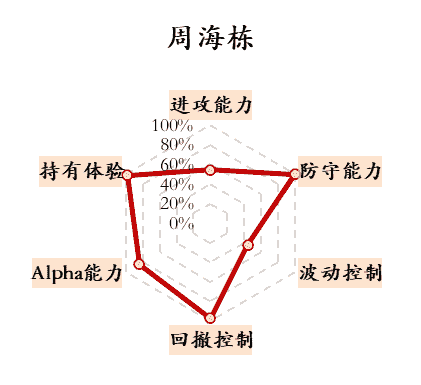 周海栋
进攻能力
100%
80%
60%
40%
20%
0%
持有体验
防守能力
Alpha能力
波动控制
回撤控制